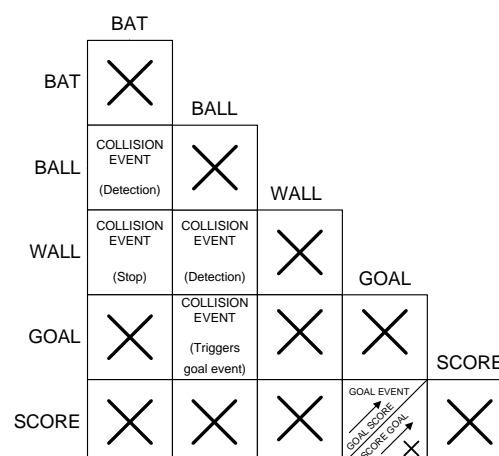 BAT
BAT
BALL
BALL
COLLISION
EVENT
(Detection)
WALL
WALL
COLLISION
EVENT
(Stop)
COLLISION
EVENT
(Detection)
GOAL
GOAL
COLLISION
EVENT
(Triggers
goal event)
SCORE
SCORE
GOAL EVENT
GOAL SCORE
SCORE GOAL